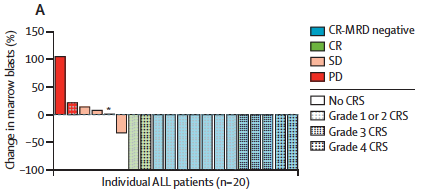 A
Change in marrow blasts (%)
150
100
50
0
−50
−100
*
Individual ALL patients (n=20)
CR-MRD negative
CR
SD
PD
No CRS
Grade 1 or 2 CRS
Grade 3 CRS
Grade 4 CRS